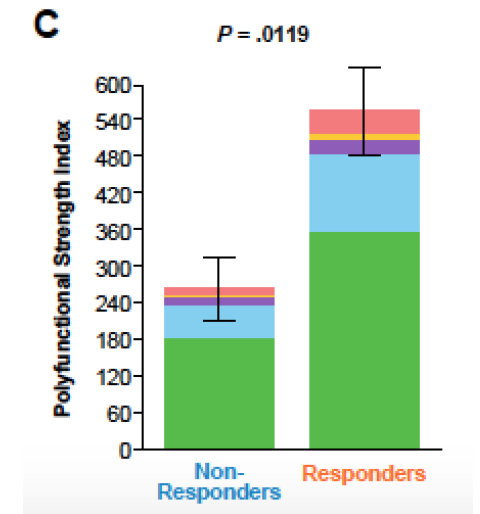 C
P = .0119
Polyfunctional Strength Index
600
540
480
420
360
300
240
180
120
60
0
Non-
Responders
Responders